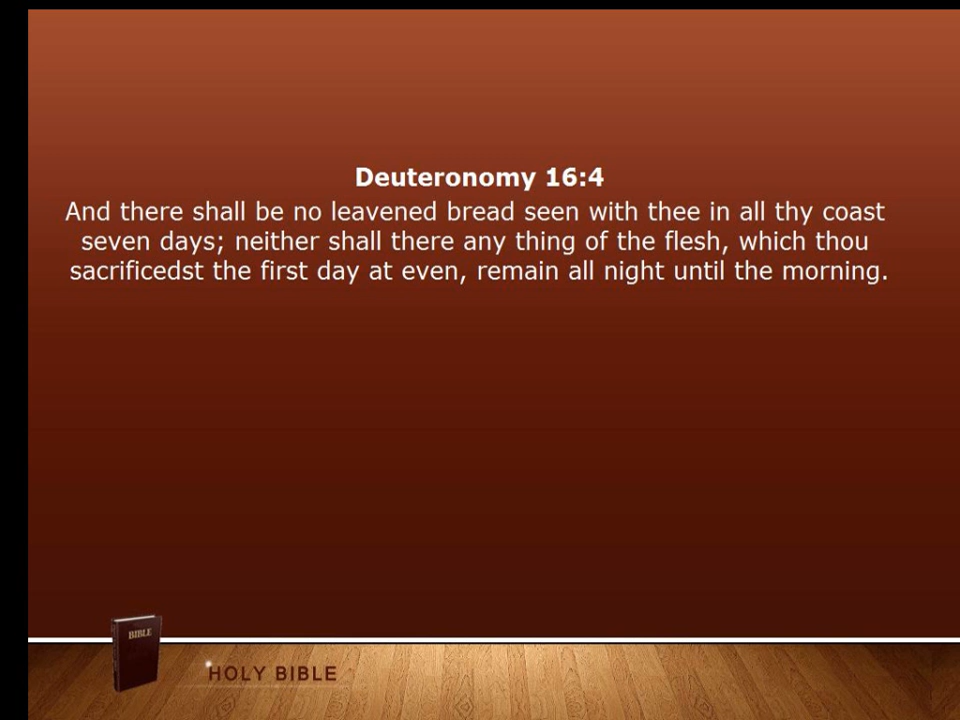 Deuteronomy 16:4
And there shall be no leavened bread seen with thee in all thy coast
seven days; neither shall there any thing of the flesh, which thou
sacrificedst the first day at even, remain all night until the morning.
BIBLE
HOLY BIBLE